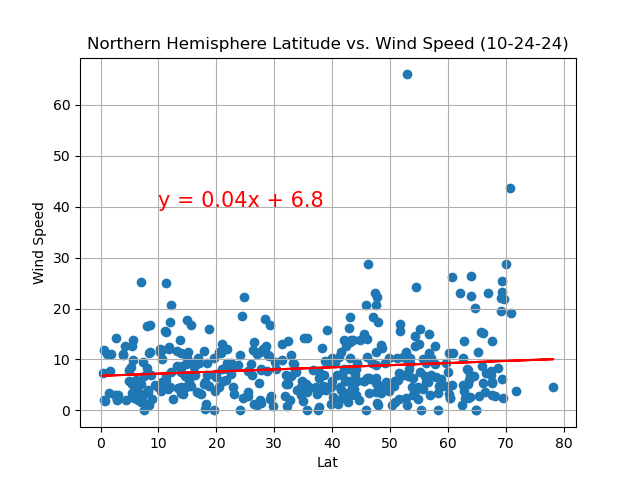 Northern Hemisphere Latitude vs. Wind Speed (10-24-24)
60
50
40
30
20
10
0
Wind Speed
y = 0.04x + 6.8
0 10 20 30 40 50 60 70 80
Lat